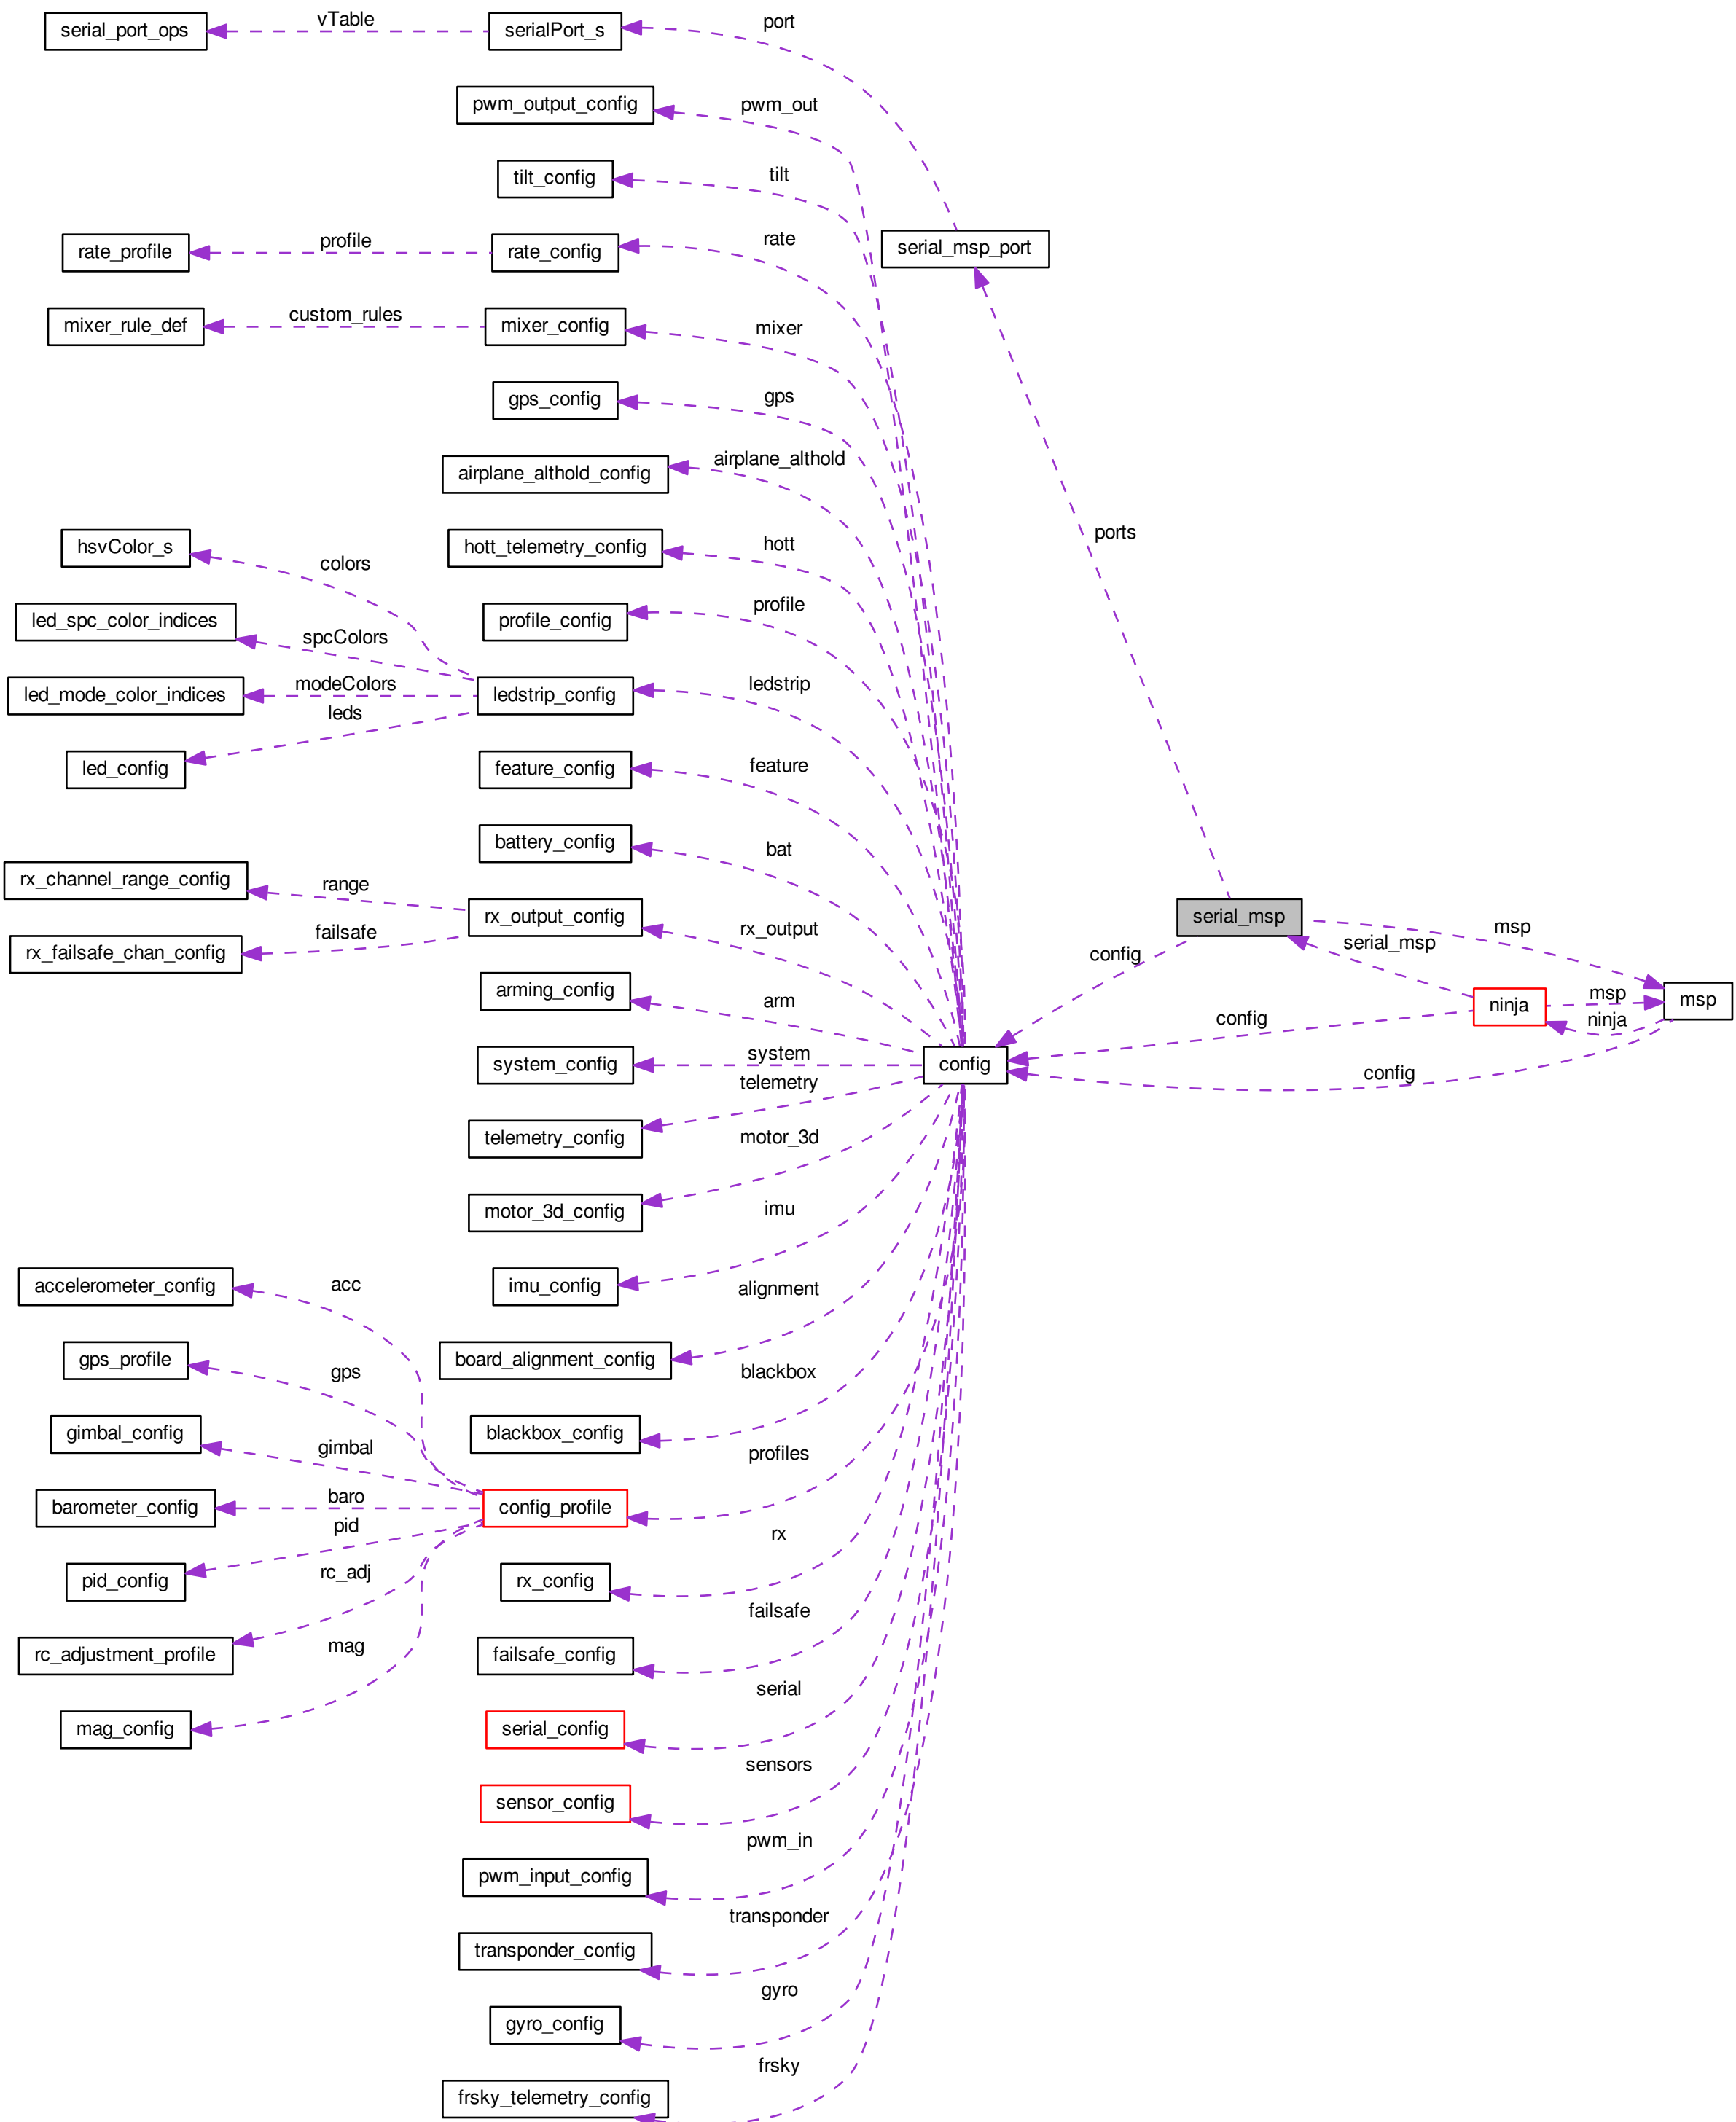 serial_port_ops
vTable
serialPort_s
port
pwm_output_config
pwm_out
tilt_config
tilt
rate_profile
profile
rate_config
rate
serial_msp_port
mixer_rule_def
custom_rules
mixer_config
mixer
gps_config
gps
airplane_althold_config
airplane_althold
ports
hsvColor_s
colors
hott_telemetry_config
hott
led_spc_color_indices
spcColors
profile_config
profile
led_mode_color_indices
modeColors
leds
ledstrip_config
ledstrip
led_config
feature_config
feature
battery_config
bat
rx_channel_range_config
range
rx_output_config
rx_output
serial_msp
msp
rx_failsafe_chan_config
failsafe
config
serial_msp
arming_config
arm
config
ninja
msp
ninja
msp
system_config
system
config
config
telemetry_config
telemetry
motor_3d_config
motor_3d
imu_config
imu
accelerometer_config
acc
board_alignment_config
alignment
gps_profile
gps
blackbox_config
blackbox
gimbal_config
gimbal
config_profile
profiles
barometer_config
baro
pid_config
pid
rx_config
rx
rc_adjustment_profile
rc_adj
failsafe_config
failsafe
mag_config
mag
serial_config
serial
sensor_config
sensors
pwm_input_config
pwm_in
transponder_config
transponder
gyro_config
gyro
frsky_telemetry_config
frsky